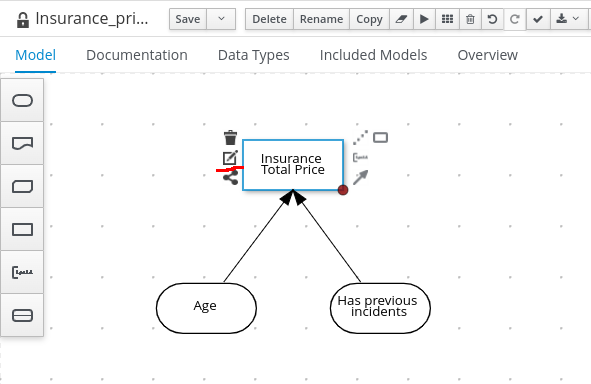 Insurance_pri...
Save
Delete Rename Copy
Model Documentation Data Types Included Models Overview
Insurance
Total Price
Age
Has previous
incidents